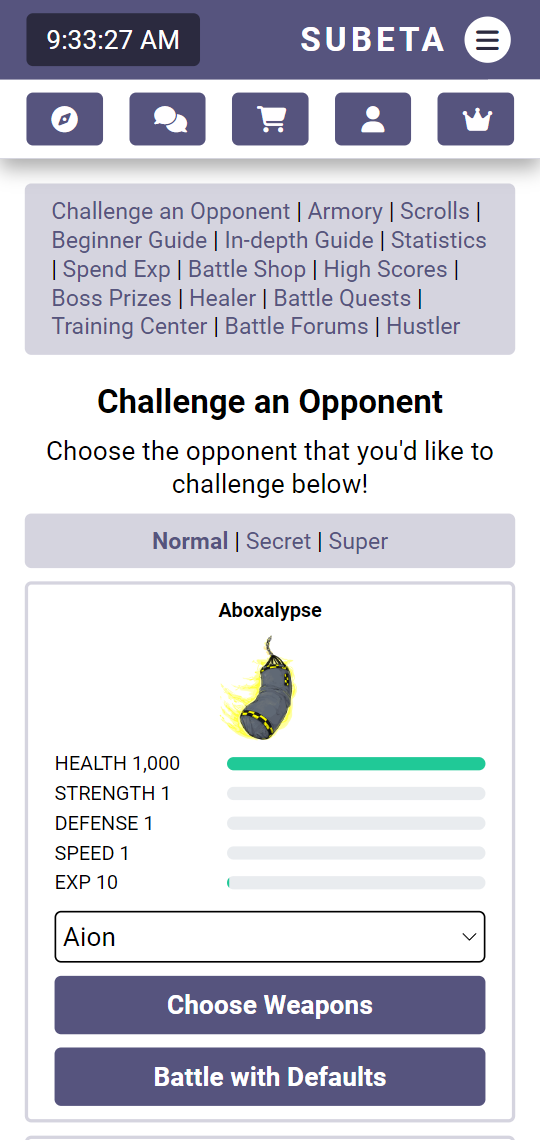 9:33:27 AM
SUBETA
Challenge an Opponent | Armory | Scrolls |
Beginner Guide | In-depth Guide | Statistics
| Spend Exp | Battle Shop | High Scores |
Boss Prizes | Healer | Battle Quests |
Training Center | Battle Forums | Hustler
Challenge an Opponent
Choose the opponent that you'd like to
challenge below!
Normal | Secret | Super
Aboxalypse
HEALTH 1,000
STRENGTH 1
DEFENSE 1
SPEED 1
EXP 10
Aion
Choose Weapons
Battle with Defaults